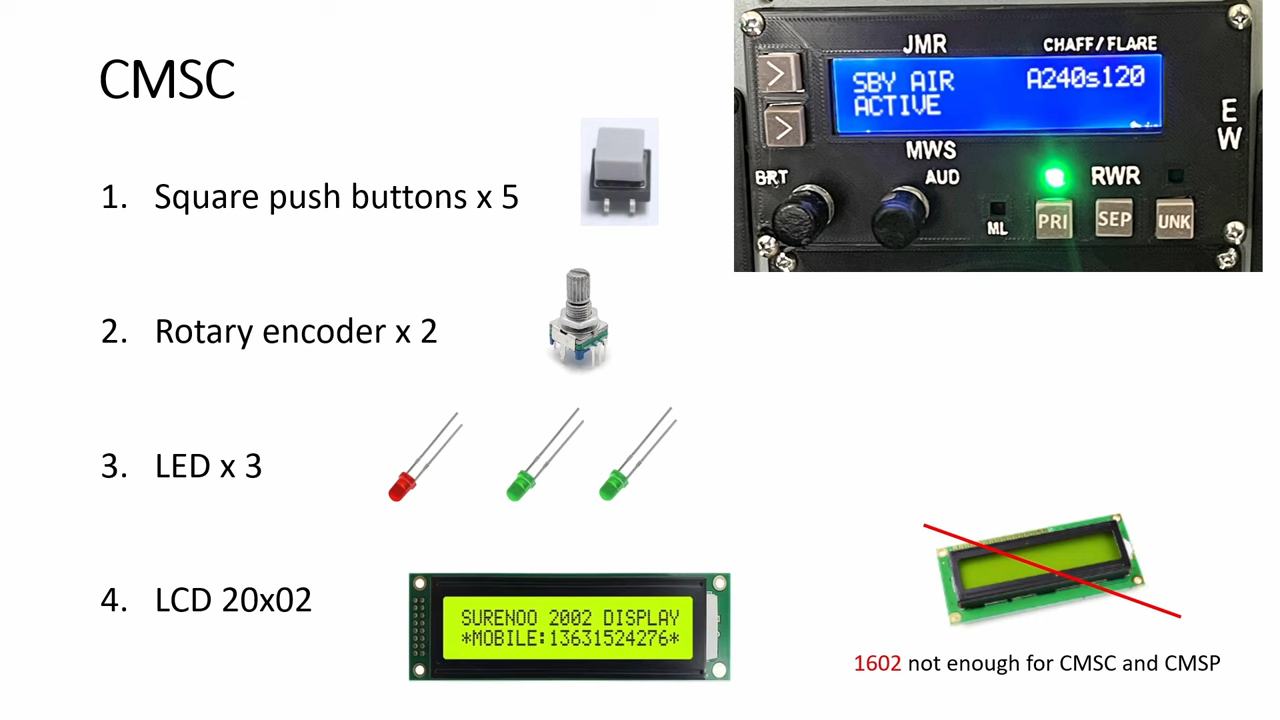 CMSC
1. Square push buttons x 5
2. Rotary encoder x 2
3. LED x 3
4. LCD 20x02
SURENOO 2002 DISPLAY
*MOBILE:13631524276*
JMR
CHAFF/FLARE
>
>
SBY AIR A240s120
ACTIVE
E
W
MWS
BRT
AUD
RWR
ML
PRI
SEP
UNK
1602 not enough for CMSC and CMSP